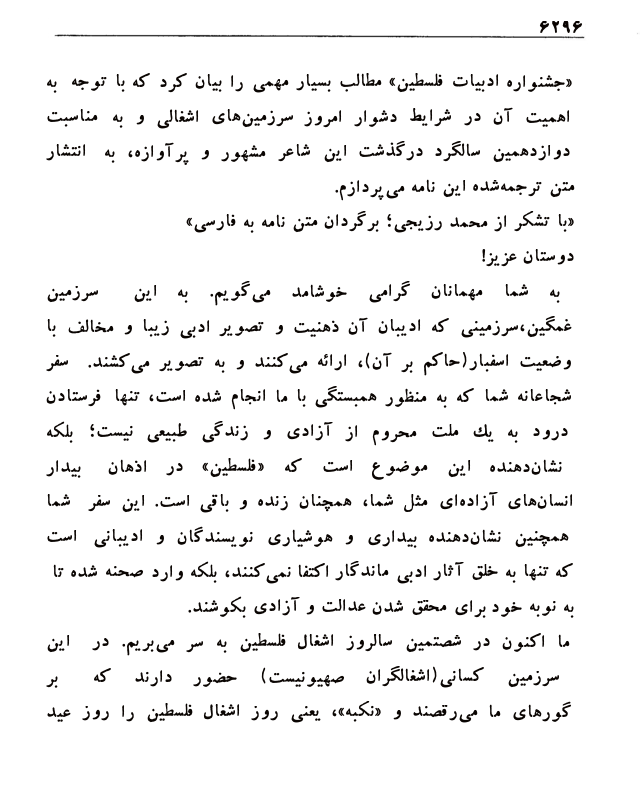 ۶۲۹۶
«جشنواره ادبیات فلسطین» مطالب بسیار مهمی را بیان کرد که با توجه به
اهمیت آن در شرایط دشوار امروز سرزمین‌های اشغالی و به مناسبت
دوازدهمین سالگرد درگذشت این شاعر مشهور و پرآوازه، به انتشار
متن ترجمه‌شده این نامه می‌پردازم.
«با تشکر از محمد رزیجی؛ برگردان متن نامه به فارسی»
دوستان عزیز!
به شما مهمانان گرامی خوشامد می‌گویم. به این سرزمین
غمگین،سرزمینی که ادیبان آن ذهنیت و تصویر ادبی زیبا و مخالف با
وضعیت اسفبار(حاکم بر آن)، ارائه می‌کنند و به تصویر می‌کشند. سفر
شجاعانه شما که به منظور همبستگی با ما انجام شده است، تنها فرستادن
درود به یك ملت محروم از آزادی و زندگی طبیعی نیست؛ بلکه
نشان‌دهنده این موضوع است که «فلسطین» در اذهان بیدار
انسان‌های آزاده‌ای مثل شما، همچنان زنده و باقی است. این سفر شما
همچنین نشان‌دهنده بیداری و هوشیاری نویسندگان و ادیبانی است
که تنها به خلق آثار ادبی ماندگار اکتفا نمی‌کنند، بلکه وارد صحنه شده تا
به نوبه خود برای محقق شدن عدالت و آزادی بکوشند.
ما اکنون در شصتمین سالروز اشغال فلسطین به سر می‌بریم. در این
سرزمین کسانی(اشغالگران صهیونیست) حضور دارند که بر
گورهای ما می‌رقصند و «نکبه»، یعنی روز اشغال فلسطین را روز عید